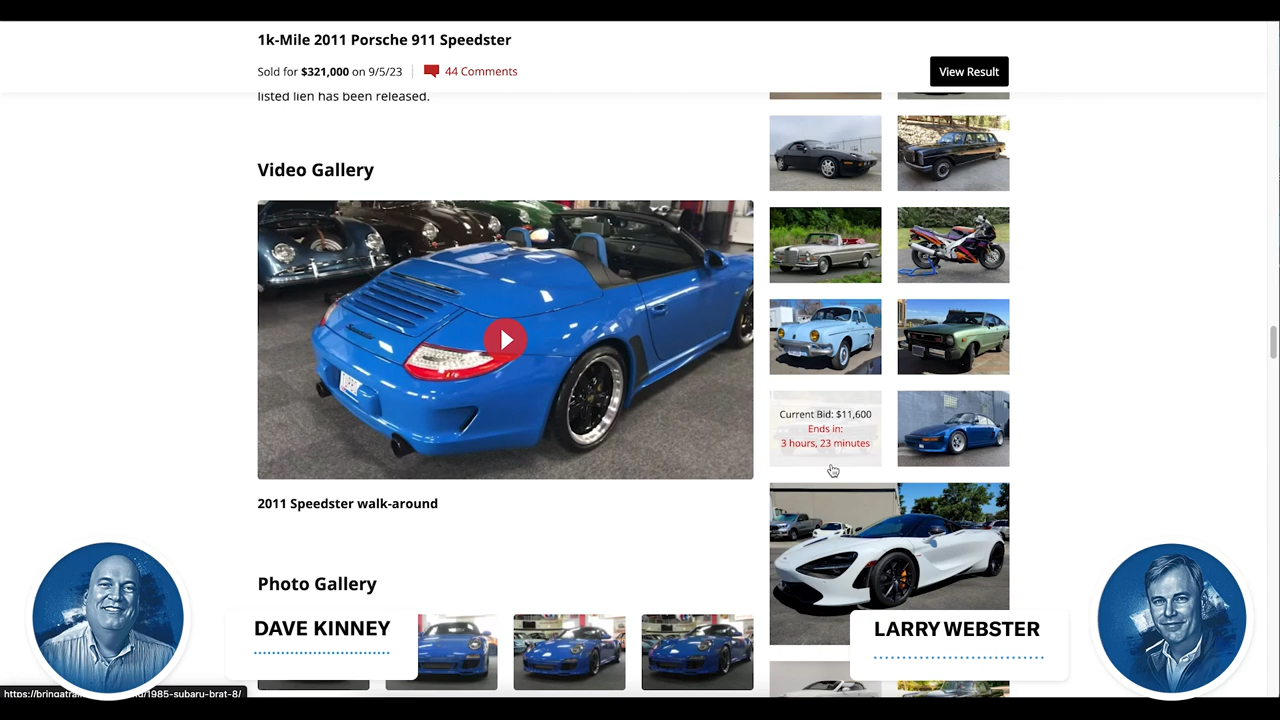 1k-Mile 2011 Porsche 911 Speedster
Sold for $321,000 on 9/5/23
44 Comments
View Result
listed lien has been released.
Video Gallery
Current Bid: $11,600
Ends in:
3 hours, 23 minutes
2011 Speedster walk-around
Photo Gallery
DAVE KINNEY
LARRY WEBSTER
/1985-subaru-brat-8/